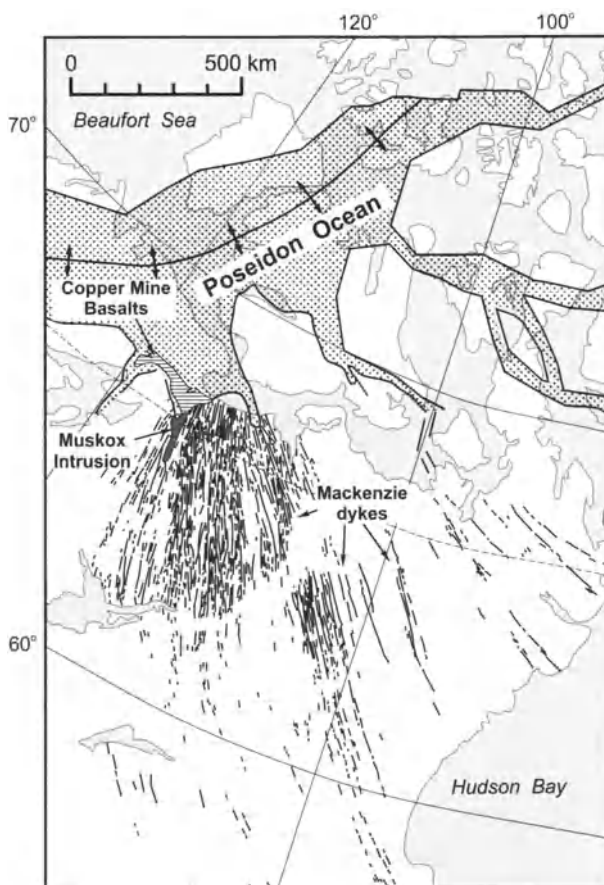 120°
100°
0
500 km
Beaufort Sea
70°
Poseidon Ocean
Copper Mine
Basalts
Muskox
Intrusion
Mackenzie
dykes
60°
Hudson Bay